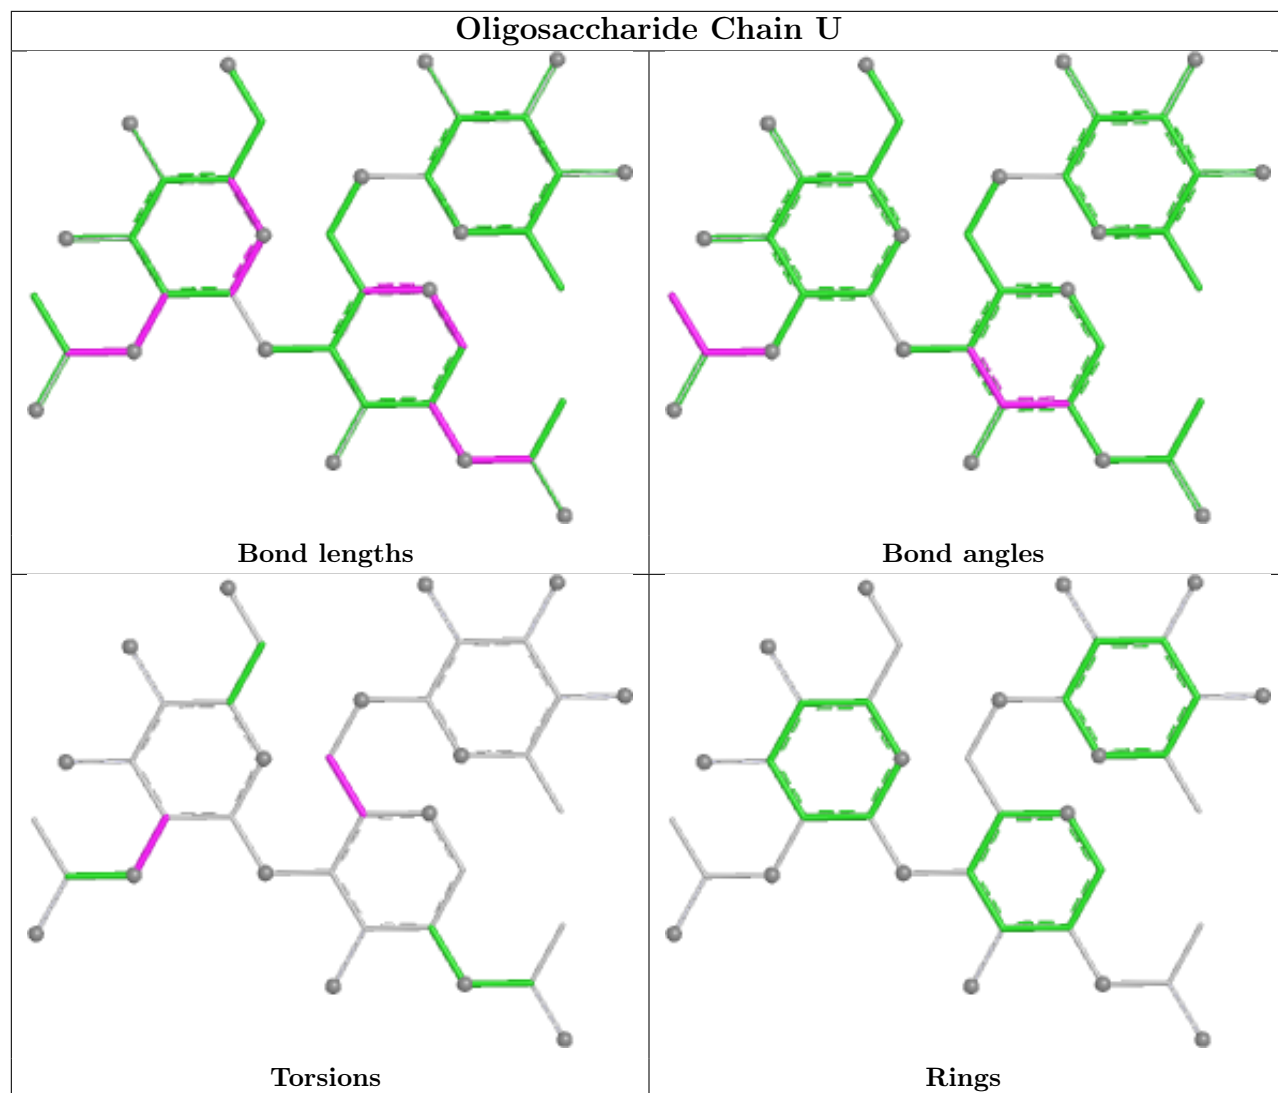 Oligosaccharide Chain U
Bond lengths
Bond angles
Torsions
Rings